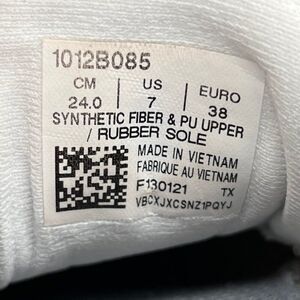 1012B085
CM US EURO
24.0 7 38
SYNTHETIC FIBER & PU UPPER
/ RUBBER SOLE
MADE IN VIETNAM
FABRIQUE AU VIETNAM
F130121 TX
VBCXJXCSNZ1PQYJ